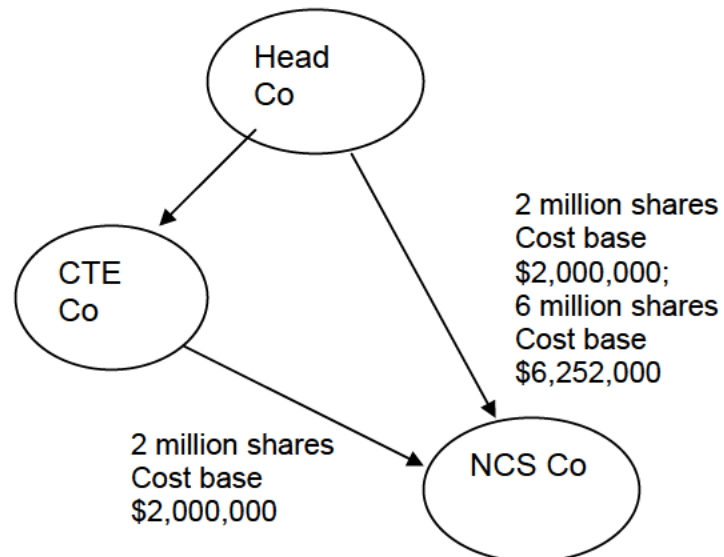 Head
Co
2 million shares
Cost base
$2,000,000;
6 million shares
Cost base
$6,252,000
CTE
Co
2 million shares
Cost base
$2,000,000
NCS Co